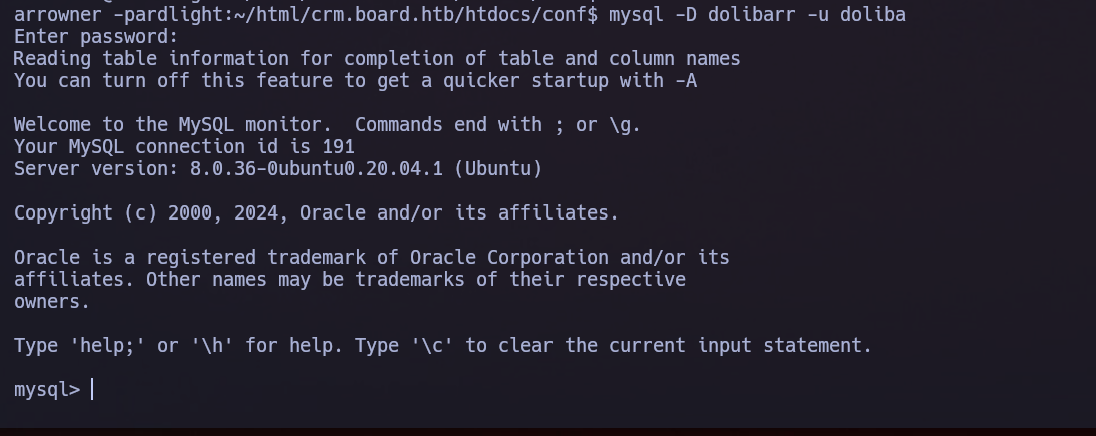 arrowner -pardlight:~/html/crm.board.htb/htdocs/conf$ mysql -D dolibarr -u doliba
Enter password:
Reading table information for completion of table and column names
You can turn off this feature to get a quicker startup with -A
Welcome to the MySQL monitor.  Commands end with ; or \g.
Your MySQL connection id is 191
Server version: 8.0.36-0ubuntu0.20.04.1 (Ubuntu)
Copyright (c) 2000, 2024, Oracle and/or its affiliates.
Oracle is a registered trademark of Oracle Corporation and/or its
affiliates. Other names may be trademarks of their respective
owners.
Type 'help;' or '\h' for help. Type '\c' to clear the current input statement.
mysql>